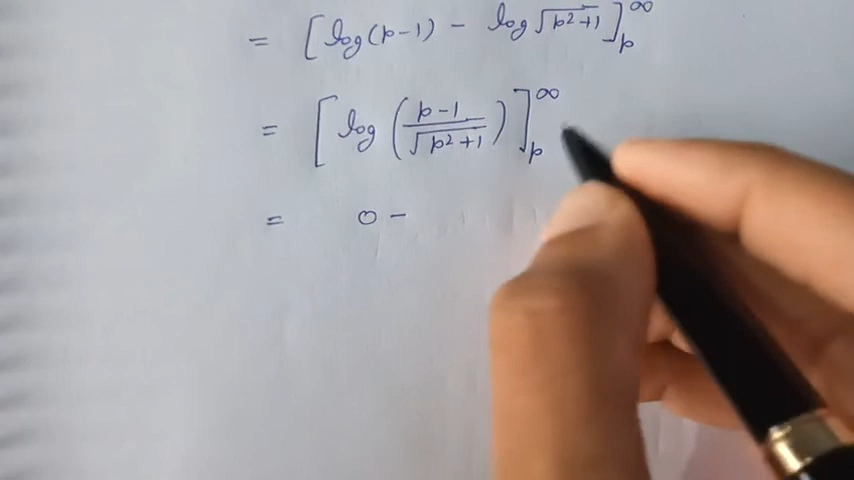 = [log(p-1) - log √p²+1]_p^∞
= [log (p-1/√p²+1)]_p^∞
= 0 -